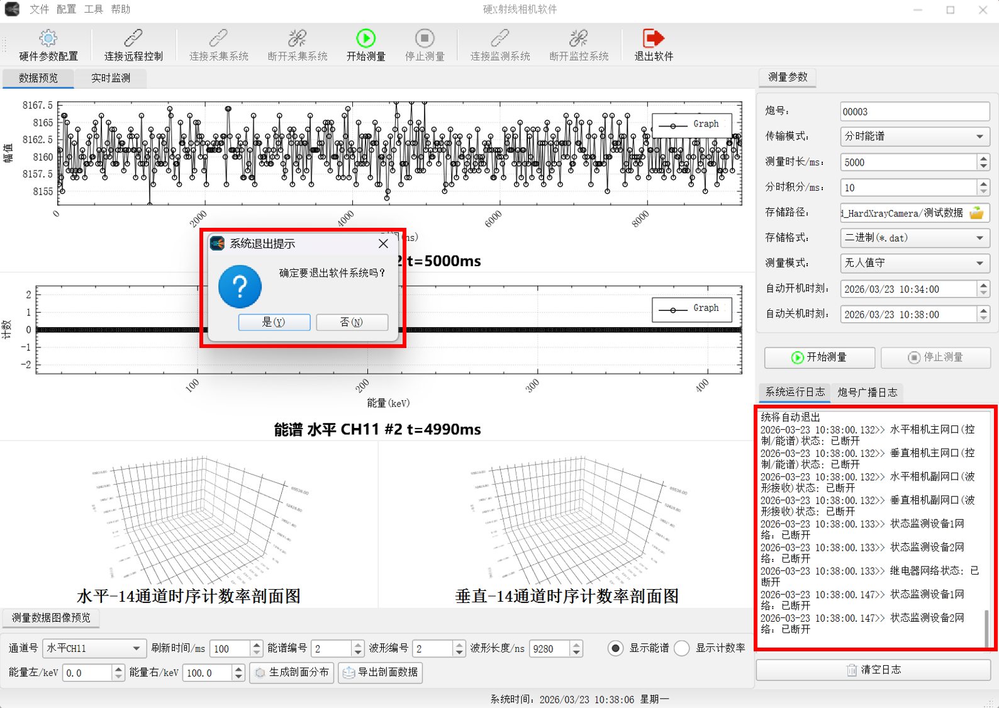 文件 配置 工具 帮助
硬X射线相机软件
硬件参数配置 连接远程控制 连接采集系统 断开采集系统 开始测量 停止测量 连接监测系统 断开监控系统 退出软件
数据预览 实时监测
8167.5
8165
8162.5
8160
8157.5
8155
幅值
Graph
0 2000 4000 6000 8000
ns)
2 t=5000ms
系统退出提示
确定要退出软件系统吗?
是(Y) 否(N)
2
1
0
-1
-2
计数
Graph
100 200 300 400
能量(keV)
能谱 水平 CH11 #2 t=4990ms
水平-14通道时序计数率剖面图
垂直-14通道时序计数率剖面图
测量数据图像预览
通道号 水平CH11 刷新时间/ms 100 能谱编号 2 波形编号 2 波形长度/ns 9280 显示能谱 显示计数率
能量左/keV 0.0 能量右/keV 100.0 生成剖面分布 导出剖面数据
测量参数
炮号: 00003
传输模式: 分时能谱
测量时长/ms: 5000
分时积分/ms: 10
存储路径: d_HardXrayCamera/测试数据
存储格式: 二进制(*.dat)
测量模式: 无人值守
自动开机时刻: 2026/03/23 10:34:00
自动关机时刻: 2026/03/23 10:38:00
开始测量 停止测量
系统运行日志 炮号广播日志
统将自动退出
2026-03-23 10:38:00.132>> 水平相机主网口(控
制/能谱)状态: 已断开
2026-03-23 10:38:00.132>> 垂直相机主网口(控
制/能谱)状态: 已断开
2026-03-23 10:38:00.132>> 水平相机副网口(波
形接收)状态: 已断开
2026-03-23 10:38:00.132>> 垂直相机副网口(波
形接收)状态: 已断开
2026-03-23 10:38:00.133>> 状态监测设备1网
络: 已断开
2026-03-23 10:38:00.133>> 状态监测设备2网
络: 已断开
2026-03-23 10:38:00.133>> 继电器网络状态: 已
断开
2026-03-23 10:38:00.147>> 状态监测设备1网
络: 已断开
2026-03-23 10:38:00.147>> 状态监测设备2网
络: 已断开
清空日志
系统时间: 2026/03/23 10:38:06 星期一